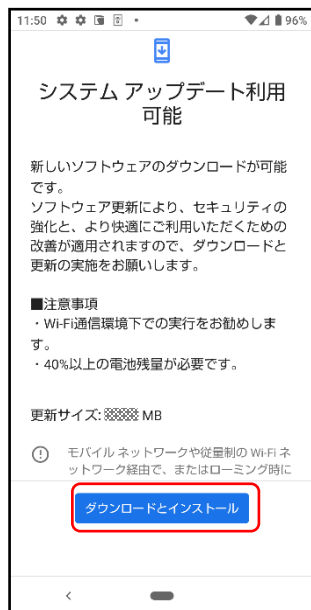 11:50
96%
システム アップデート利用
可能
新しいソフトウェアのダウンロードが可能
です。
ソフトウェア更新により、セキュリティの
強化と、より快適にご利用いただくための
改善が適用されますので、ダウンロードと
更新の実施をお願いします。
■注意事項
・Wi-Fi通信環境下での実行をお勧めしま
す。
・40%以上の電池残量が必要です。
更新サイズ: MB
モバイル ネットワークや従量制の Wi-Fi ネ
ットワーク経由で、またはローミング時に
ダウンロードとインストール